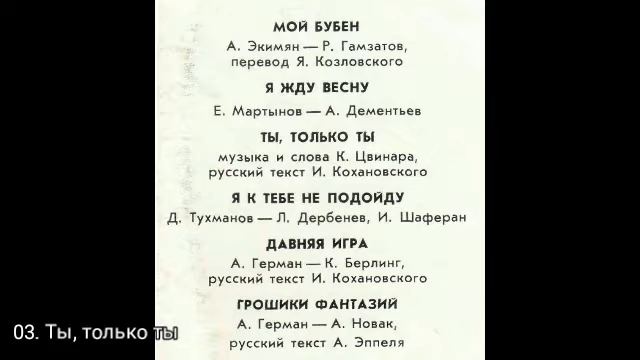 МОЙ БУБЕН
А. Экимян — Р. Гамзатов,
перевод Я. Козловского
Я ЖДУ ВЕСНУ
Е. Мартынов — А. Дементьев
ТЫ, ТОЛЬКО ТЫ
музыка и слова К. Цвинара,
русский текст И. Кохановского
Я К ТЕБЕ НЕ ПОДОЙДУ
Д. Тухманов — Л. Дербенев, И. Шаферан
ДАВНЯЯ ИГРА
А. Герман — К. Берлинг,
русский текст И. Кохановского
ГРОШИКИ ФАНТАЗИЙ
А. Герман — А. Новак,
русский текст А. Эппеля
03. Ты, только ты